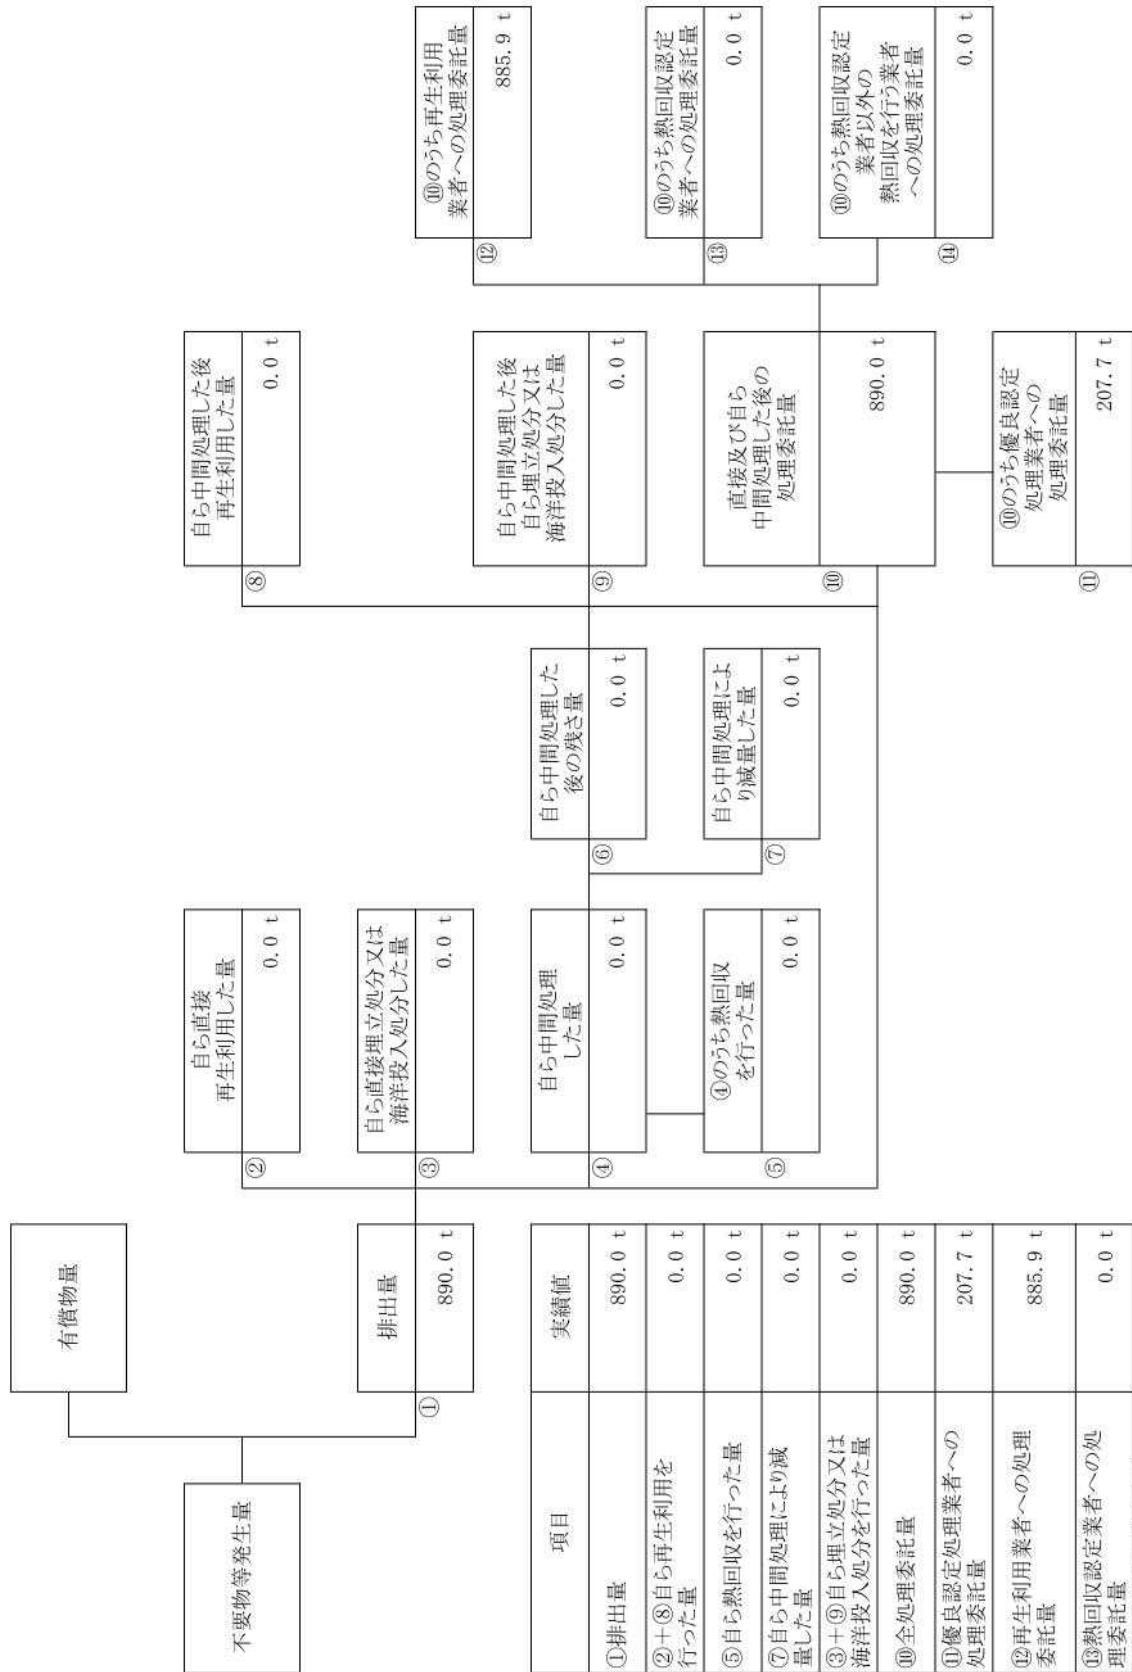 不要物等発生量
有償物量
①
排出量
890.0 t
②
自ら直接
再生利用した量
0.0 t
③
自ら直接埋立処分又は
海洋投入処分した量
0.0 t
④
自ら中間処理
した量
0.0 t
⑤
④のうち熱回収
を行った量
0.0 t
⑥
自ら中間処理した
後の残さ量
0.0 t
⑦
自ら中間処理によ
り減量した量
0.0 t
⑧
自ら中間処理した後
再生利用した量
0.0 t
⑨
自ら中間処理した後
自ら埋立処分又は
海洋投入処分した量
0.0 t
⑩
直接及び自ら
中間処理した後の
処理委託量
890.0 t
⑪
⑩のうち優良認定
処理業者への
処理委託量
207.7 t
⑫
⑩のうち再生利用
業者への処理委託量
885.9 t
⑬
⑩のうち熱回収認定
業者への処理委託量
0.0 t
⑭
⑩のうち熱回収認定
業者以外の
熱回収を行う業者
への処理委託量
0.0 t
項目 実績値
①排出量 890.0 t
②+⑧自ら再生利用を
行った量 0.0 t
⑤自ら熱回収を行った量 0.0 t
⑦自ら中間処理により減
量した量 0.0 t
③+⑨自ら埋立処分又は
海洋投入処分を行った量 0.0 t
⑩全処理委託量 890.0 t
⑪優良認定処理業者への
処理委託量 207.7 t
⑫再生利用業者への処理
委託量 885.9 t
⑬熱回収認定業者への処
理委託量 0.0 t